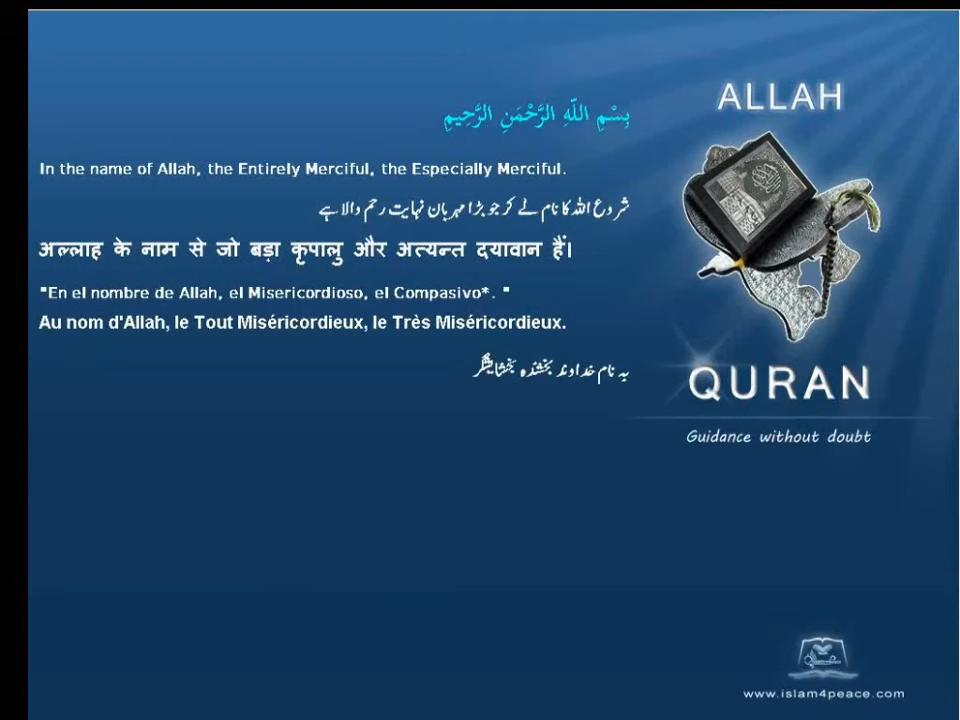 بِسْمِ اللَّهِ الرَّحْمَنِ الرَّحِيمِ
In the name of Allah, the Entirely Merciful, the Especially Merciful.
شروع الله کا نام لے کر جو بڑا مہربان نہایت رحم والا ہے
अल्लाह के नाम से जो बड़ा कृपालु और अत्यन्त दयावान हैं।
"En el nombre de Allah, el Misericordioso, el Compasivo*. "
Au nom d'Allah, le Tout Miséricordieux, le Très Miséricordieux.
به نام خداوند بخشنده بخشایشگر
ALLAH
QURAN
Guidance without doubt
www.islam4peace.com